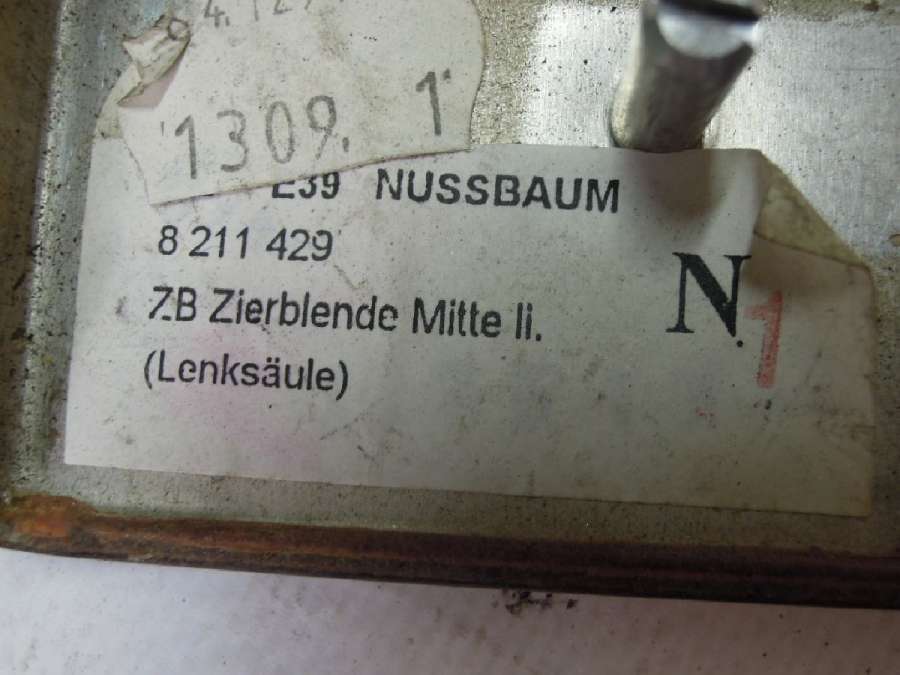 1309. 1
E39 NUSSBAUM
8 211 429
ZB Zierblende Mitte li.
(Lenksäule)
N.
1